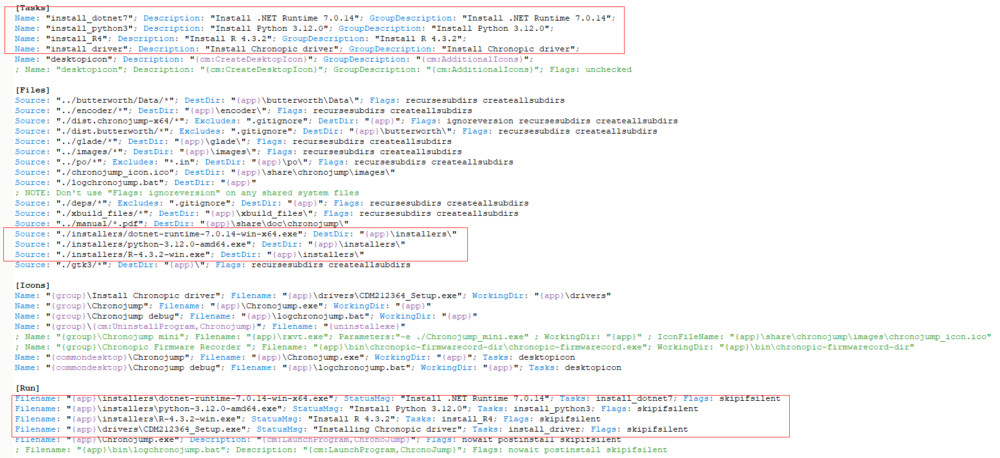 [Tasks]
Name: "install_dotnet7"; Description: "Install .NET Runtime 7.0.14"; GroupDescription: "Install .NET Runtime 7.0.14";
Name: "install_python3"; Description: "Install Python 3.12.0"; GroupDescription: "Install Python 3.12.0";
Name: "install_R4"; Description: "Install R 4.3.2"; GroupDescription: "Install R 4.3.2";
Name: "install_driver"; Description: "Install Chronopic driver"; GroupDescription: "Install Chronopic driver";
Name: "desktopicon"; Description: "{cm:CreateDesktopIcon}"; GroupDescription: "{cm:AdditionalIcons}";
; Name: "desktopicon"; Description: "{cm:CreateDesktopIcon}"; GroupDescription: "{cm:AdditionalIcons}"; Flags: unchecked
[Files]
Source: "../butterworth/Data/*"; DestDir: "{app}\butterworth\Data\"; Flags: recursesubdirs createallsubdirs
Source: "../encoder/*"; DestDir: "{app}\encoder\"; Flags: recursesubdirs createallsubdirs
Source: "./dist.chronojump-x64/*"; Excludes: ".gitignore"; DestDir: "{app}"; Flags: ignoreversion recursesubdirs createallsubdirs
Source: "./dist.butterworth/*"; Excludes: ".gitignore"; DestDir: "{app}\butterworth\"; Flags: recursesubdirs createallsubdirs
Source: "../glade/*"; DestDir: "{app}\glade\"; Flags: recursesubdirs createallsubdirs
Source: "../images/*"; DestDir: "{app}\images\"; Flags: recursesubdirs createallsubdirs
Source: "../po/*"; Excludes: "*.in"; DestDir: "{app}\po\"; Flags: recursesubdirs createallsubdirs
Source: "./chronojump_icon.ico"; DestDir: "{app}\share\chronojump\images\"
Source: "./logchronojump.bat"; DestDir: "{app}"
; NOTE: Don't use "Flags: ignoreversion" on any shared system files
Source: "./deps/*"; Excludes: ".gitignore"; DestDir: "{app}"; Flags: recursesubdirs createallsubdirs
Source: "./xbuild_files/*"; DestDir: "{app}\xbuild_files\"; Flags: recursesubdirs createallsubdirs
Source: "../manual/*.pdf"; DestDir: "{app}\share\doc\chronojump\"
Source: "./installers/dotnet-runtime-7.0.14-win-x64.exe"; DestDir: "{app}\installers\"
Source: "./installers/python-3.12.0-amd64.exe"; DestDir: "{app}\installers\"
Source: "./installers/R-4.3.2-win.exe"; DestDir: "{app}\installers\"
Source: "./gtk3/*"; DestDir: "{app}\"; Flags: recursesubdirs createallsubdirs
[Icons]
Name: "{group}\Install Chronopic driver"; Filename: "{app}\drivers\CDM212364_Setup.exe"; WorkingDir: "{app}\drivers"
Name: "{group}\Chronojump"; Filename: "{app}\Chronojump.exe"; WorkingDir: "{app}"
Name: "{group}\Chronojump debug"; Filename: "{app}\logchronojump.bat"; WorkingDir: "{app}"
Name: "{group}\{cm:UninstallProgram,Chronojump}"; Filename: "{uninstallexe}"
; Name: "{group}\Chronojump mini"; Filename: "{app}\rxvt.exe"; Parameters:"-e ./Chronojump_mini.exe" ; WorkingDir: "{app}" ; IconFileName: "{app}\share\chronojump\images\chronojump_icon.ico"
; Name: "{group}\Chronopic Firmware Recorder "; Filename: "{app}\bin\chronopic-firmwarecord-dir\chronopic-firmwarecord.exe"; WorkingDir: "{app}\bin\chronopic-firmwarecord-dir"
Name: "{commondesktop}\Chronojump"; Filename: "{app}\Chronojump.exe"; WorkingDir: "{app}"; Tasks: desktopicon
Name: "{commondesktop}\Chronojump debug"; Filename: "{app}\logchronojump.bat"; WorkingDir: "{app}"; Tasks: desktopicon
[Run]
Filename: "{app}\installers\dotnet-runtime-7.0.14-win-x64.exe"; StatusMsg: "Install .NET Runtime 7.0.14"; Tasks: install_dotnet7; Flags: skipifsilent
Filename: "{app}\installers\python-3.12.0-amd64.exe"; StatusMsg: "Install Python 3.12.0"; Tasks: install_python3; Flags: skipifsilent
Filename: "{app}\installers\R-4.3.2-win.exe"; StatusMsg: "Install R 4.3.2"; Tasks: install_R4; Flags: skipifsilent
Filename: "{app}\drivers\CDM212364_Setup.exe"; StatusMsg: "Installing Chronopic driver"; Tasks: install_driver; Flags: skipifsilent
Filename: "{app}\Chronojump.exe"; Description: "{cm:LaunchProgram,ChronoJump}"; Flags: nowait postinstall skipifsilent
; Filename: "{app}\bin\logchronojump.bat"; Description: "{cm:LaunchProgram,ChronoJump}"; Flags: nowait postinstall skipifsilent